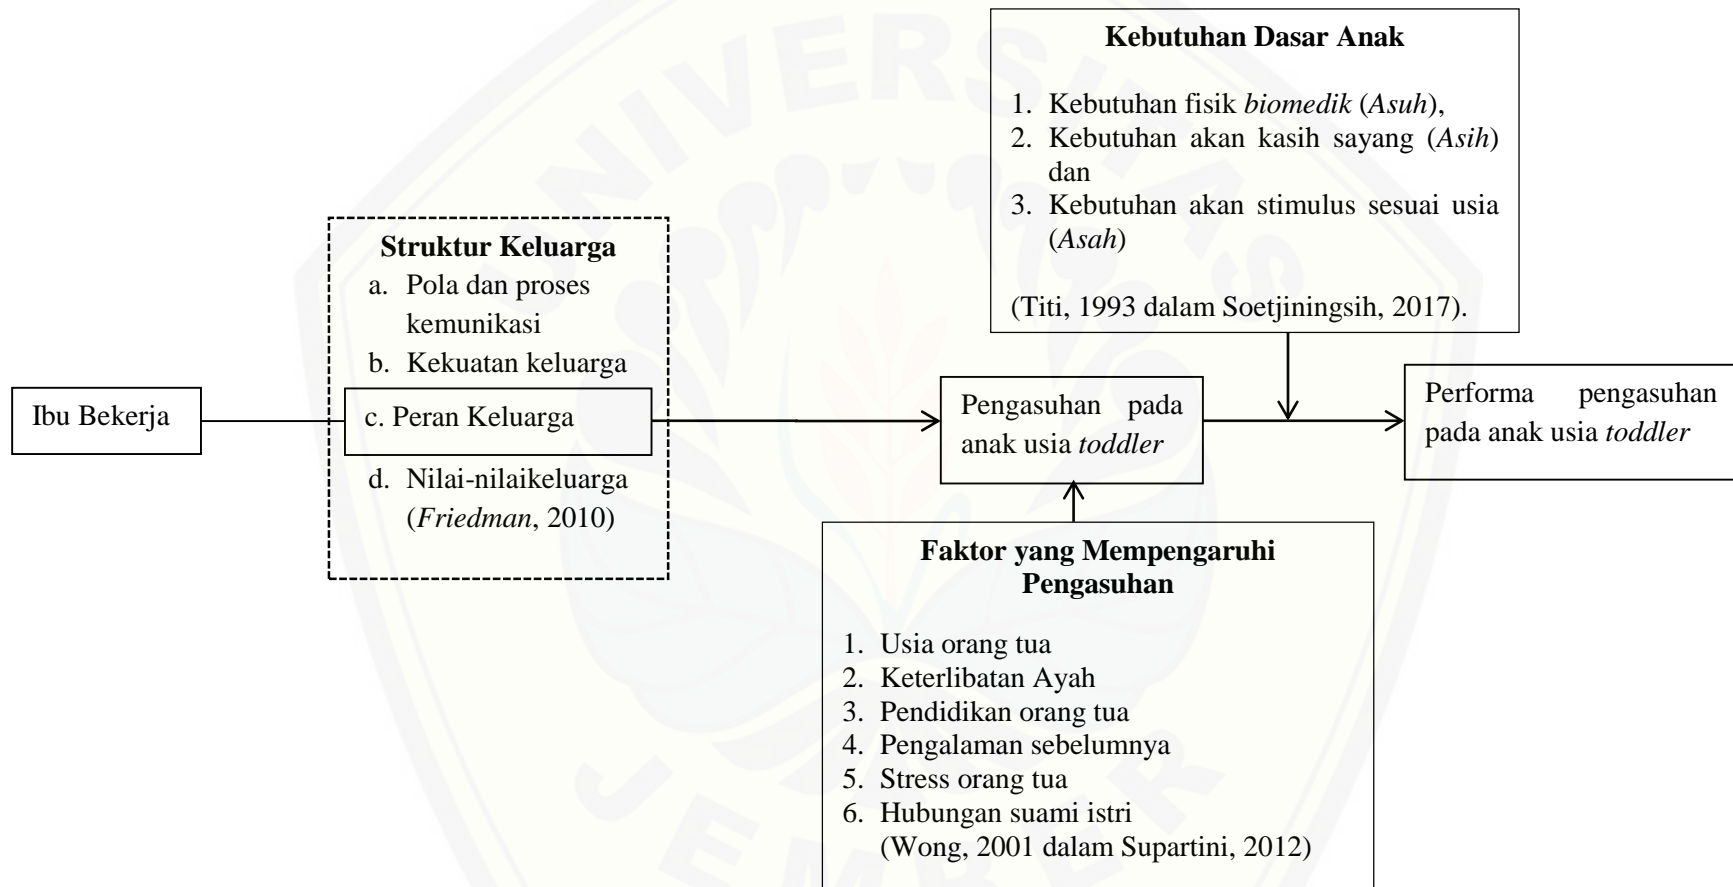 Kebutuhan Dasar Anak
1. Kebutuhan fisik biomedik (Asuh),
2. Kebutuhan akan kasih sayang (Asih)
dan
3. Kebutuhan akan stimulus sesuai usia
(Asah)
(Titi, 1993 dalam Soetjiningsih, 2017).
Struktur Keluarga
a. Pola dan proses
kemunikasi
b. Kekuatan keluarga
Ibu Bekerja
c. Peran Keluarga
d. Nilai-nilaikeluarga
(Friedman, 2010)
Pengasuhan pada
anak usia toddler
Performa pengasuhan
pada anak usia toddler
Faktor yang Mempengaruhi
Pengasuhan
1. Usia orang tua
2. Keterlibatan Ayah
3. Pendidikan orang tua
4. Pengalaman sebelumnya
5. Stress orang tua
6. Hubungan suami istri
(Wong, 2001 dalam Supartini, 2012)
UNIVERSITAS
JEMBER